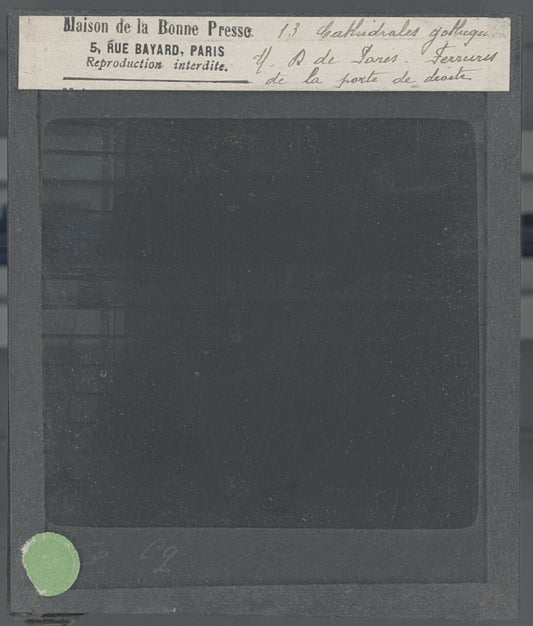 Maison de la Bonne Presse
5, RUE BAYARD, PARIS
Reproduction interdite.
13 Cathédrales gothiques
N. D de Paris. Ferrures
de la porte de droite